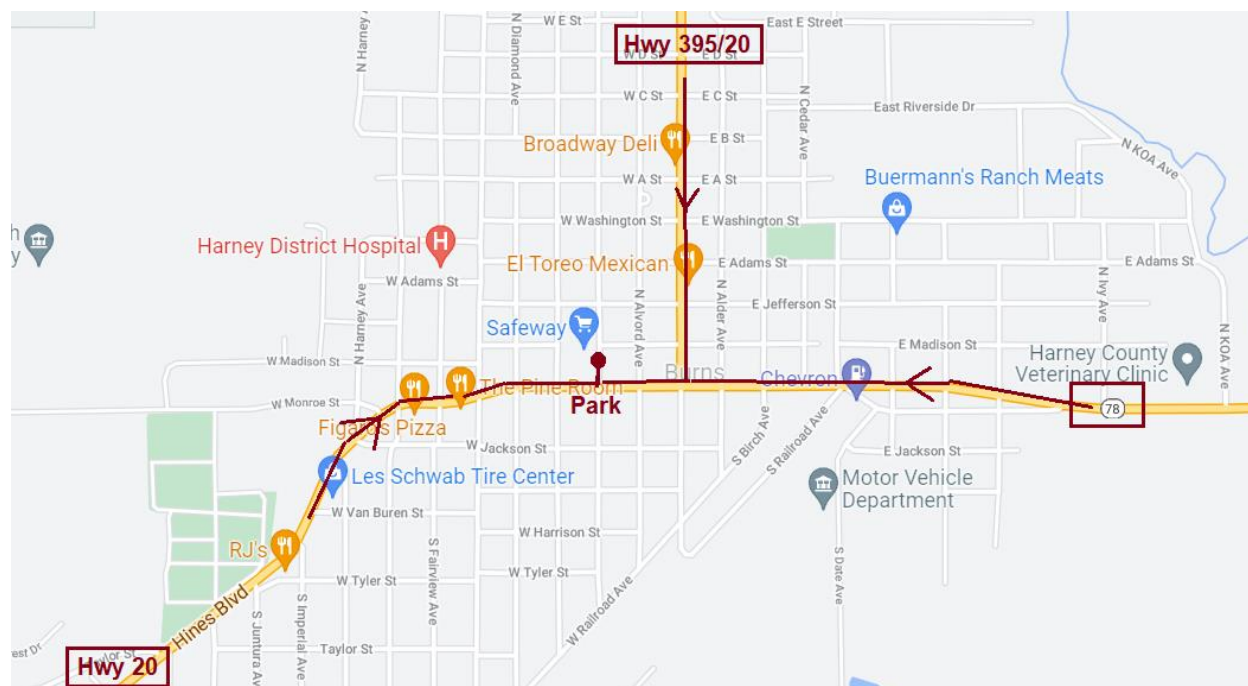 W E St
East E Street
Hwy 395/20
N Harney Ave
N Diamond Ave
W D St
E D St
W C St
E C St
N Cedar Ave
East Riverside Dr
Broadway Deli
E B St
N KOA Ave
W A St
E A St
Buermann's Ranch Meats
W Washington St
E Washington St
Harney District Hospital
H
El Toreo Mexican
E Adams St
E Adams St
W Adams St
N Alvord Ave
N Alder Ave
N Ivy Ave
E Jefferson St
Safeway
N Harney Ave
N KOA Ave
E Madison St
W Madison St
Burns
Chevron
Harney County
Veterinary Clinic
The Pine Room
Park
78
W Monroe St
Figaro's Pizza
W Jackson St
S Birch Ave
S Railroad Ave
E Jackson St
Les Schwab Tire Center
Motor Vehicle
Department
W Van Buren St
W Harrison St
RJ's
S Fairview Ave
W Tyler St
W Tyler St
S Date Ave
Hines Blvd
S Juntura Ave
S Imperial Ave
W Railroad Ave
Taylor St
Taylor St
Hwy 20